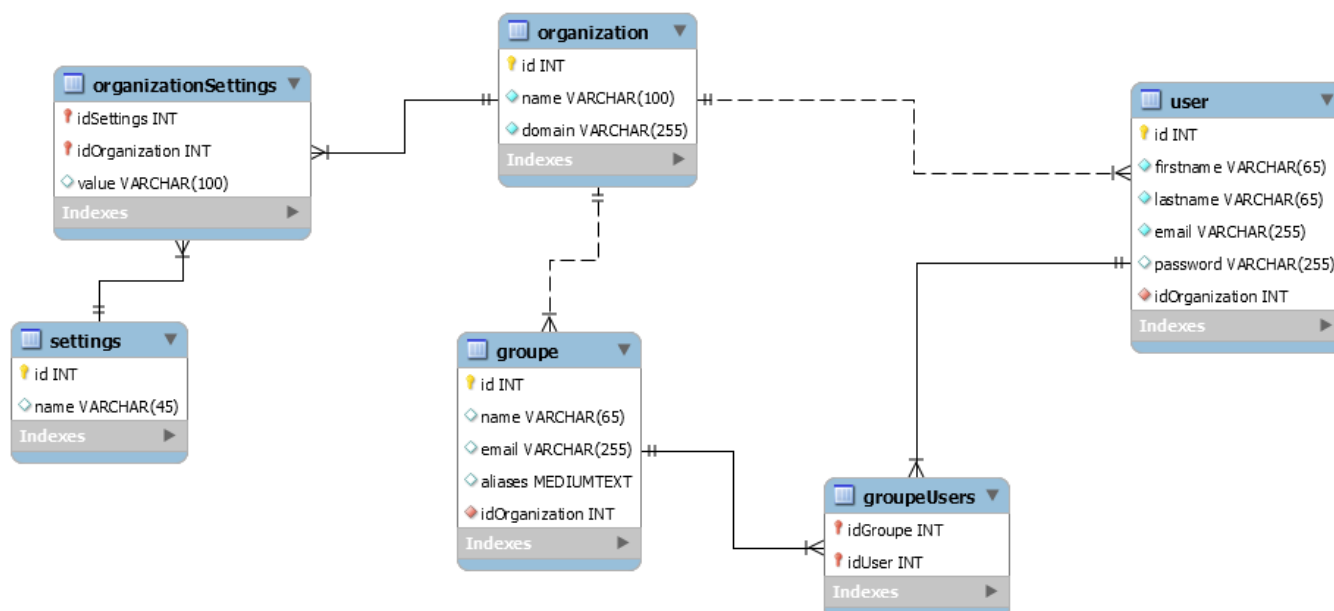 organization
id INT
name VARCHAR(100)
domain VARCHAR(255)
Indexes
organizationSettings
idSettings INT
idOrganization INT
value VARCHAR(100)
Indexes
user
id INT
firstname VARCHAR(65)
lastname VARCHAR(65)
email VARCHAR(255)
password VARCHAR(255)
idOrganization INT
Indexes
settings
id INT
name VARCHAR(45)
Indexes
groupe
id INT
name VARCHAR(65)
email VARCHAR(255)
aliases MEDIUMTEXT
idOrganization INT
Indexes
groupeUsers
idGroupe INT
idUser INT
Indexes